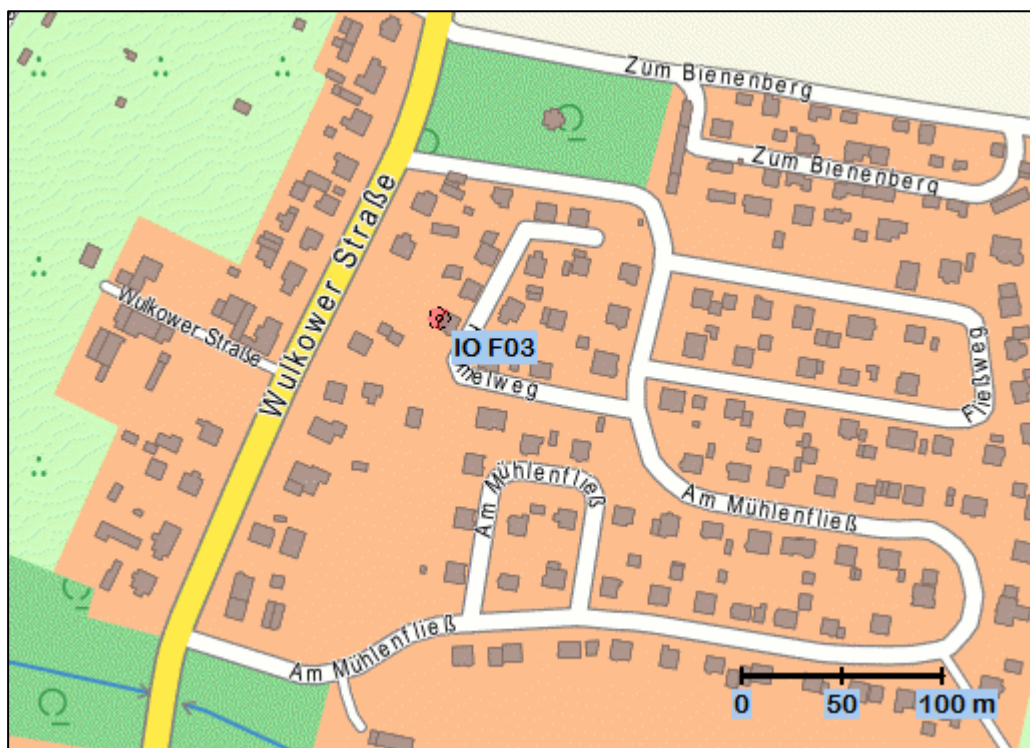 Zum Bienenberg
Zum Bienenberg
Wulkower Straße
Wulkower Straße
IO F03
melweg
Fließweg
Am Mühlenfließ
Am Mühlenfließ
Am Mühlenfließ
0 50 100 m